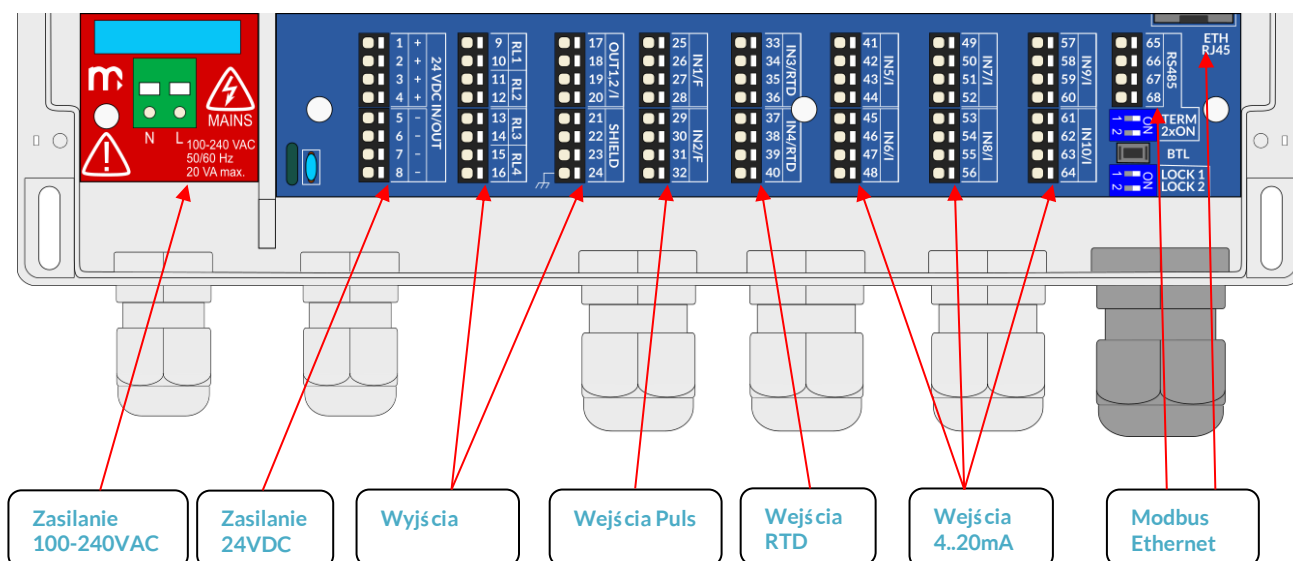 m
N L
MAINS
100-240 VAC
50/60 Hz
20 VA max.
1 +
2 +
3 +
4 +
5 -
6 -
7 -
8 -
24 VDC IN/OUT
9
10
11
12
13
14
15
16
RL1
RL2
RL3
RL4
17
18
19
20
21
22
23
24
OUT1,2/I
SHIELD
25
26
27
28
29
30
31
32
IN1/F
IN2/F
33
34
35
36
37
38
39
40
IN3/RTD
IN4/RTD
41
42
43
44
45
46
47
48
IN5/I
IN6/I
49
50
51
52
53
54
55
56
IN7/I
IN8/I
57
58
59
60
61
62
63
64
IN9/I
IN10/I
65
66
67
68
RS485
ETH
RJ45
1 2 ON
TERM
2xON
BTL
1 2 ON
LOCK 1
LOCK 2
Zasilanie
100-240VAC
Zasilanie
24VDC
Wyjścia
Wejścia Puls
Wejścia
RTD
Wejścia
4..20mA
Modbus
Ethernet